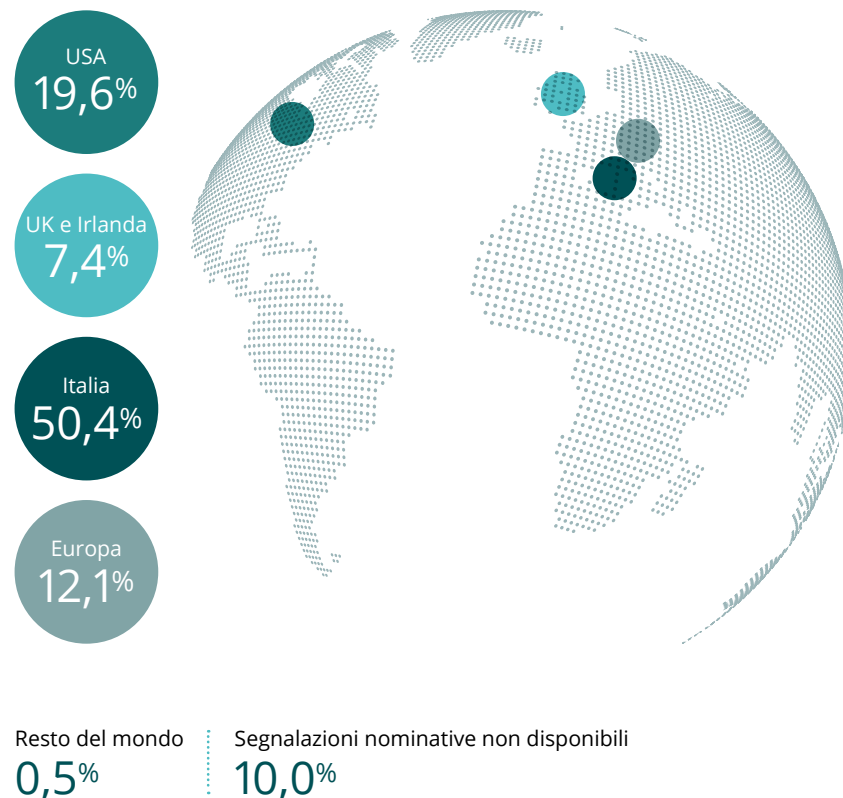 USA
19,6%
UK e Irlanda
7,4%
Italia
50,4%
Europa
12,1%
Resto del mondo
0,5%
Segnalazioni nominative non disponibili
10,0%